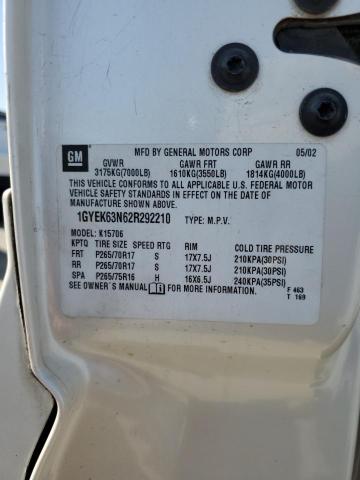 GM
MFD BY GENERAL MOTORS CORP 05/02
GVWR GAWR FRT GAWR RR
3175KG(7000LB) 1610KG(3550LB) 1814KG(4000LB)
THIS VEHICLE CONFORMS TO ALL APPLICABLE U.S. FEDERAL MOTOR
VEHICLE SAFETY STANDARDS IN EFFECT ON THE DATE OF
MANUFACTURE SHOWN ABOVE.
1GYEK63N62R292210 TYPE: M.P.V.
MODEL: K15706
KPTQ TIRE SIZE SPEED RTG RIM COLD TIRE PRESSURE
FRT P265/70R17 S 17X7.5J 210KPA(30PSI)
RR P265/70R17 S 17X7.5J 210KPA(30PSI)
SPA P265/75R16 H 16X6.5J 240KPA(35PSI)
SEE OWNER'S MANUAL FOR MORE INFORMATION. F 463
T 169